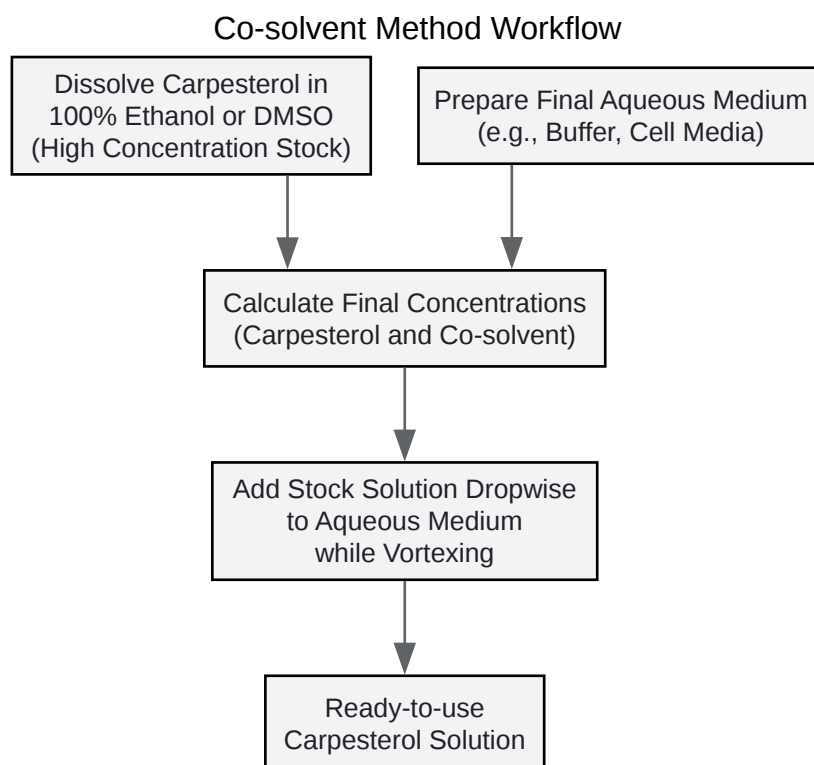 Co-solvent Method Workflow
Dissolve Carpesterol in
100% Ethanol or DMSO
(High Concentration Stock)
Prepare Final Aqueous Medium
(e.g., Buffer, Cell Media)
Calculate Final Concentrations
(Carpesterol and Co-solvent)
Add Stock Solution Dropwise
to Aqueous Medium
while Vortexing
Ready-to-use
Carpesterol Solution